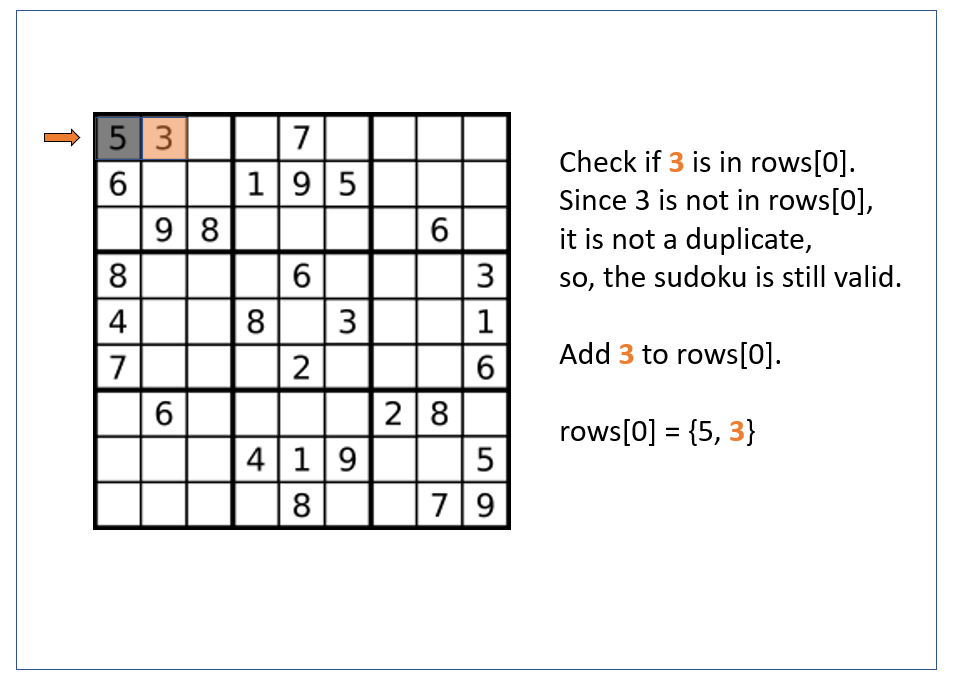 5 3 7
6 1 9 5
9 8 6
8 6 3
4 8 3 1
7 2 6
6 2 8
4 1 9 5
8 7 9
Check if 3 is in rows[0].
Since 3 is not in rows[0],
it is not a duplicate,
so, the sudoku is still valid.
Add 3 to rows[0].
rows[0] = {5, 3}